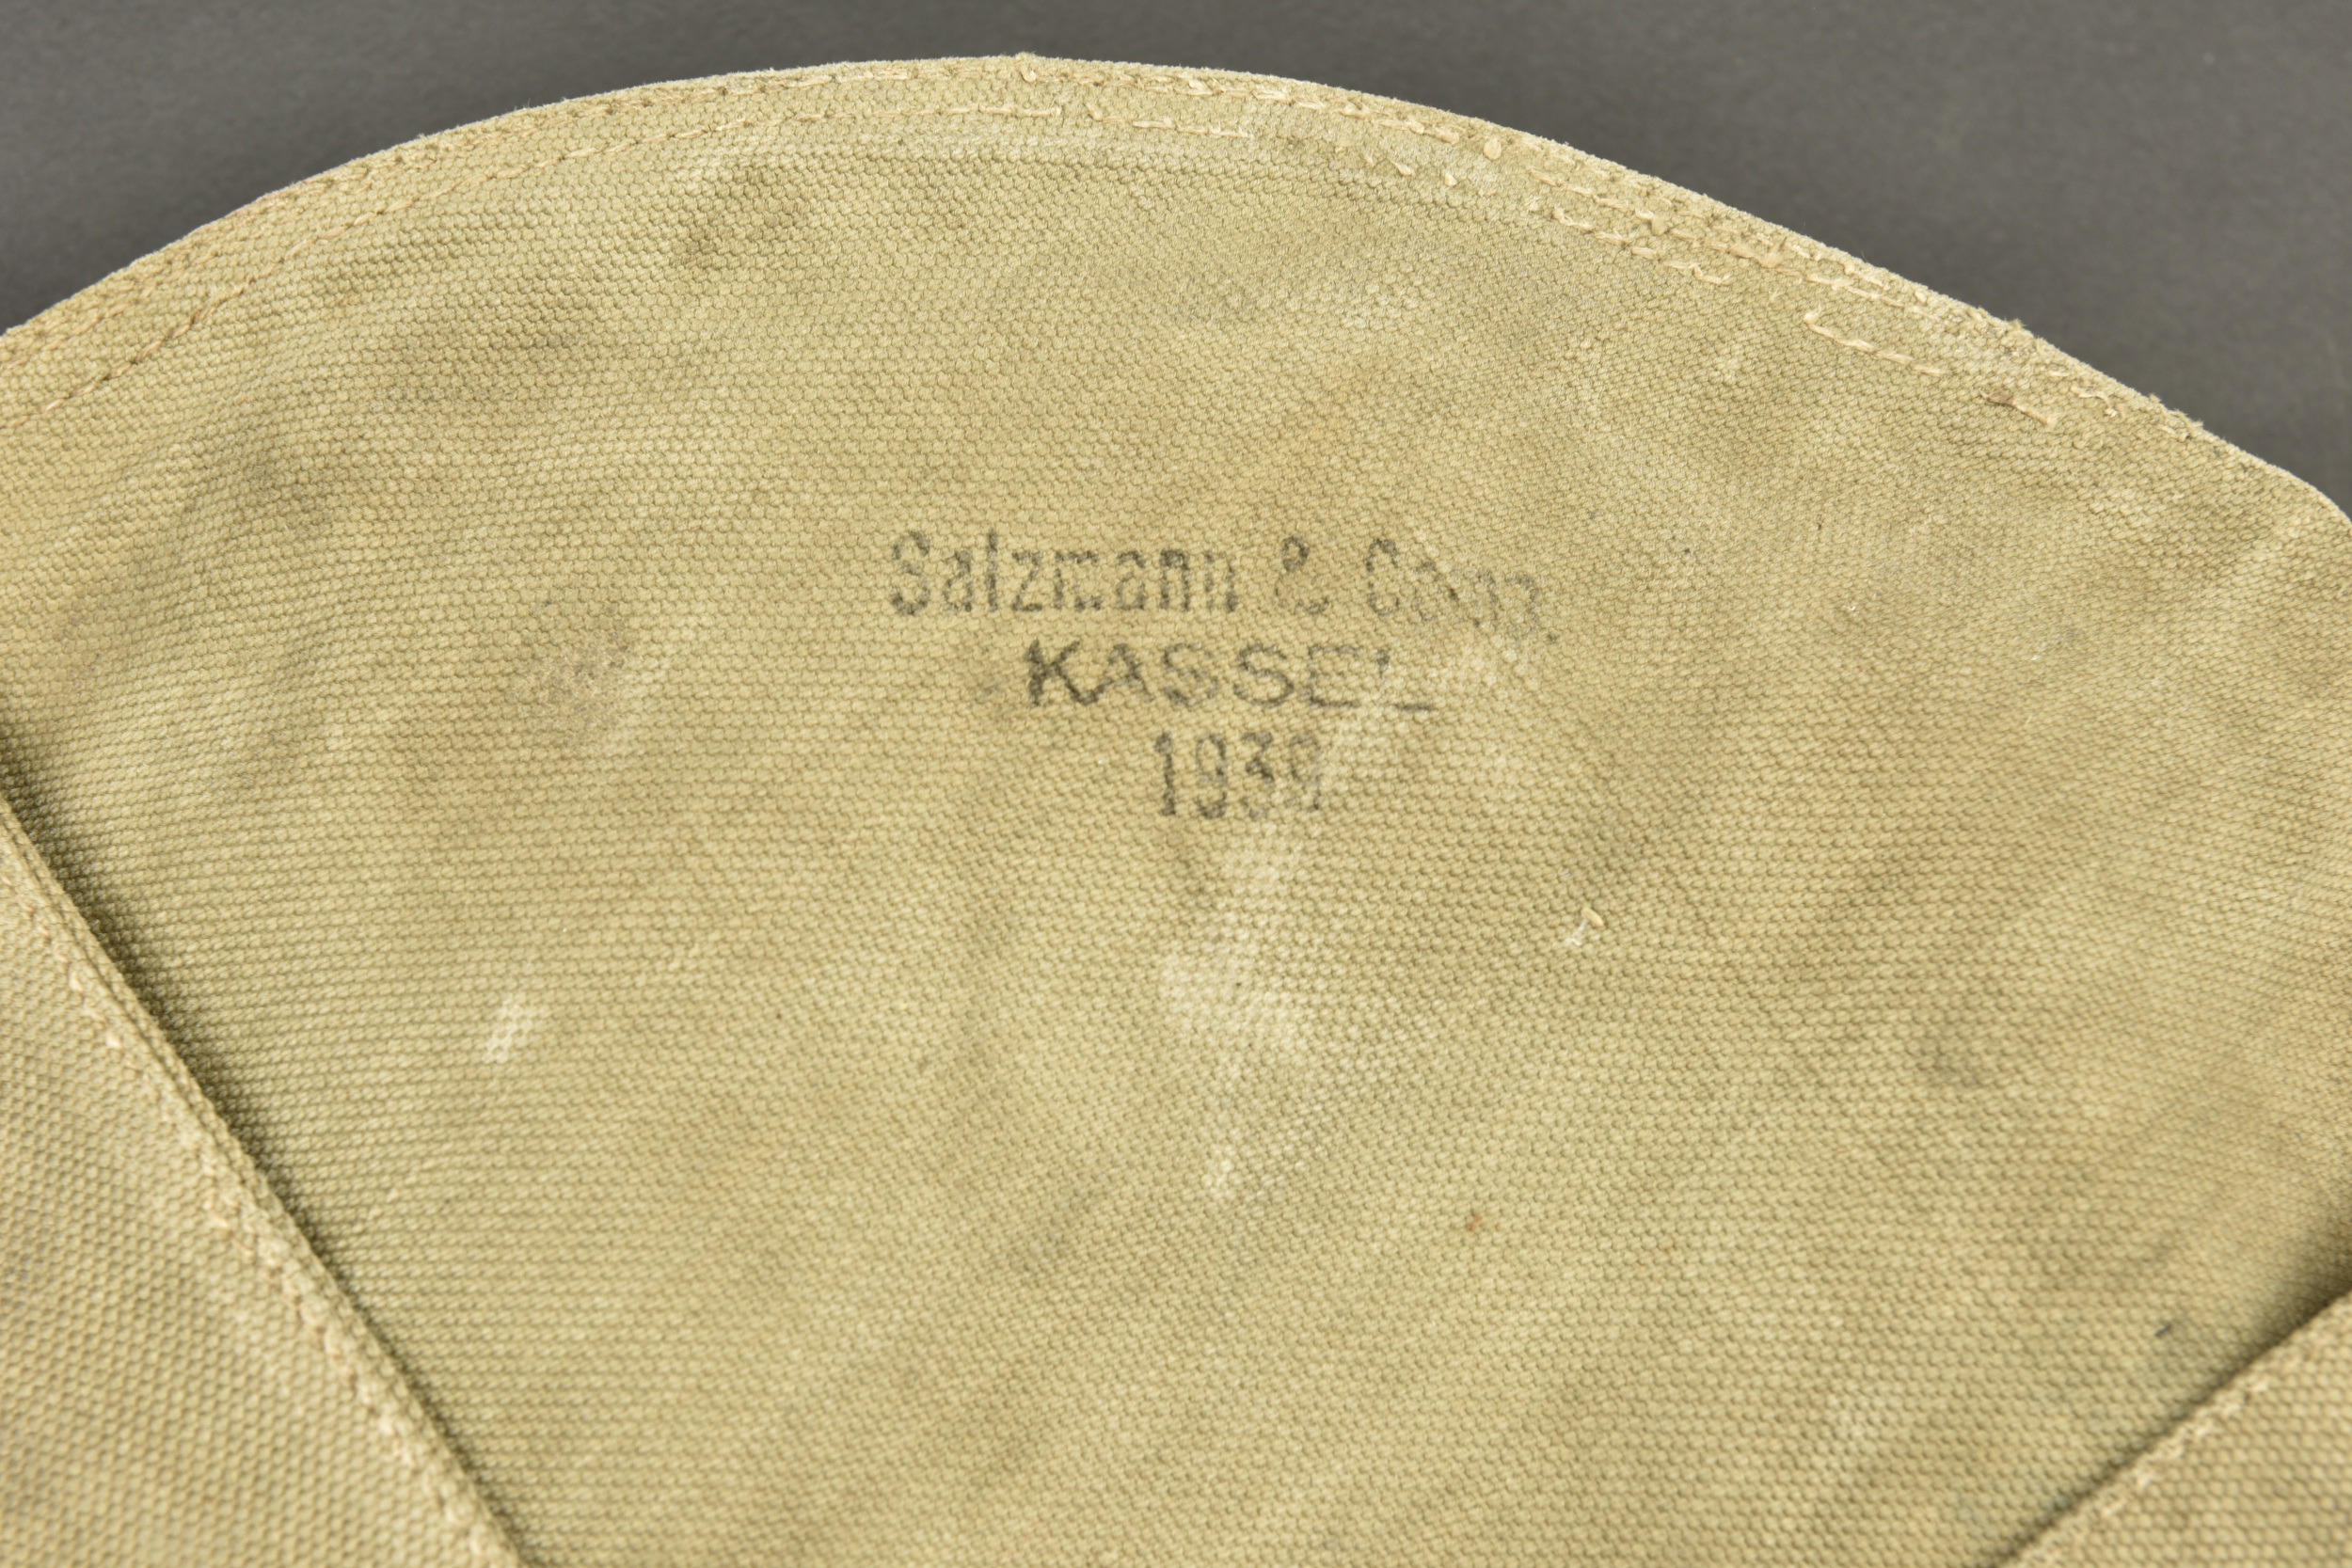 Salzmann & Comp.
KASSEL
1939